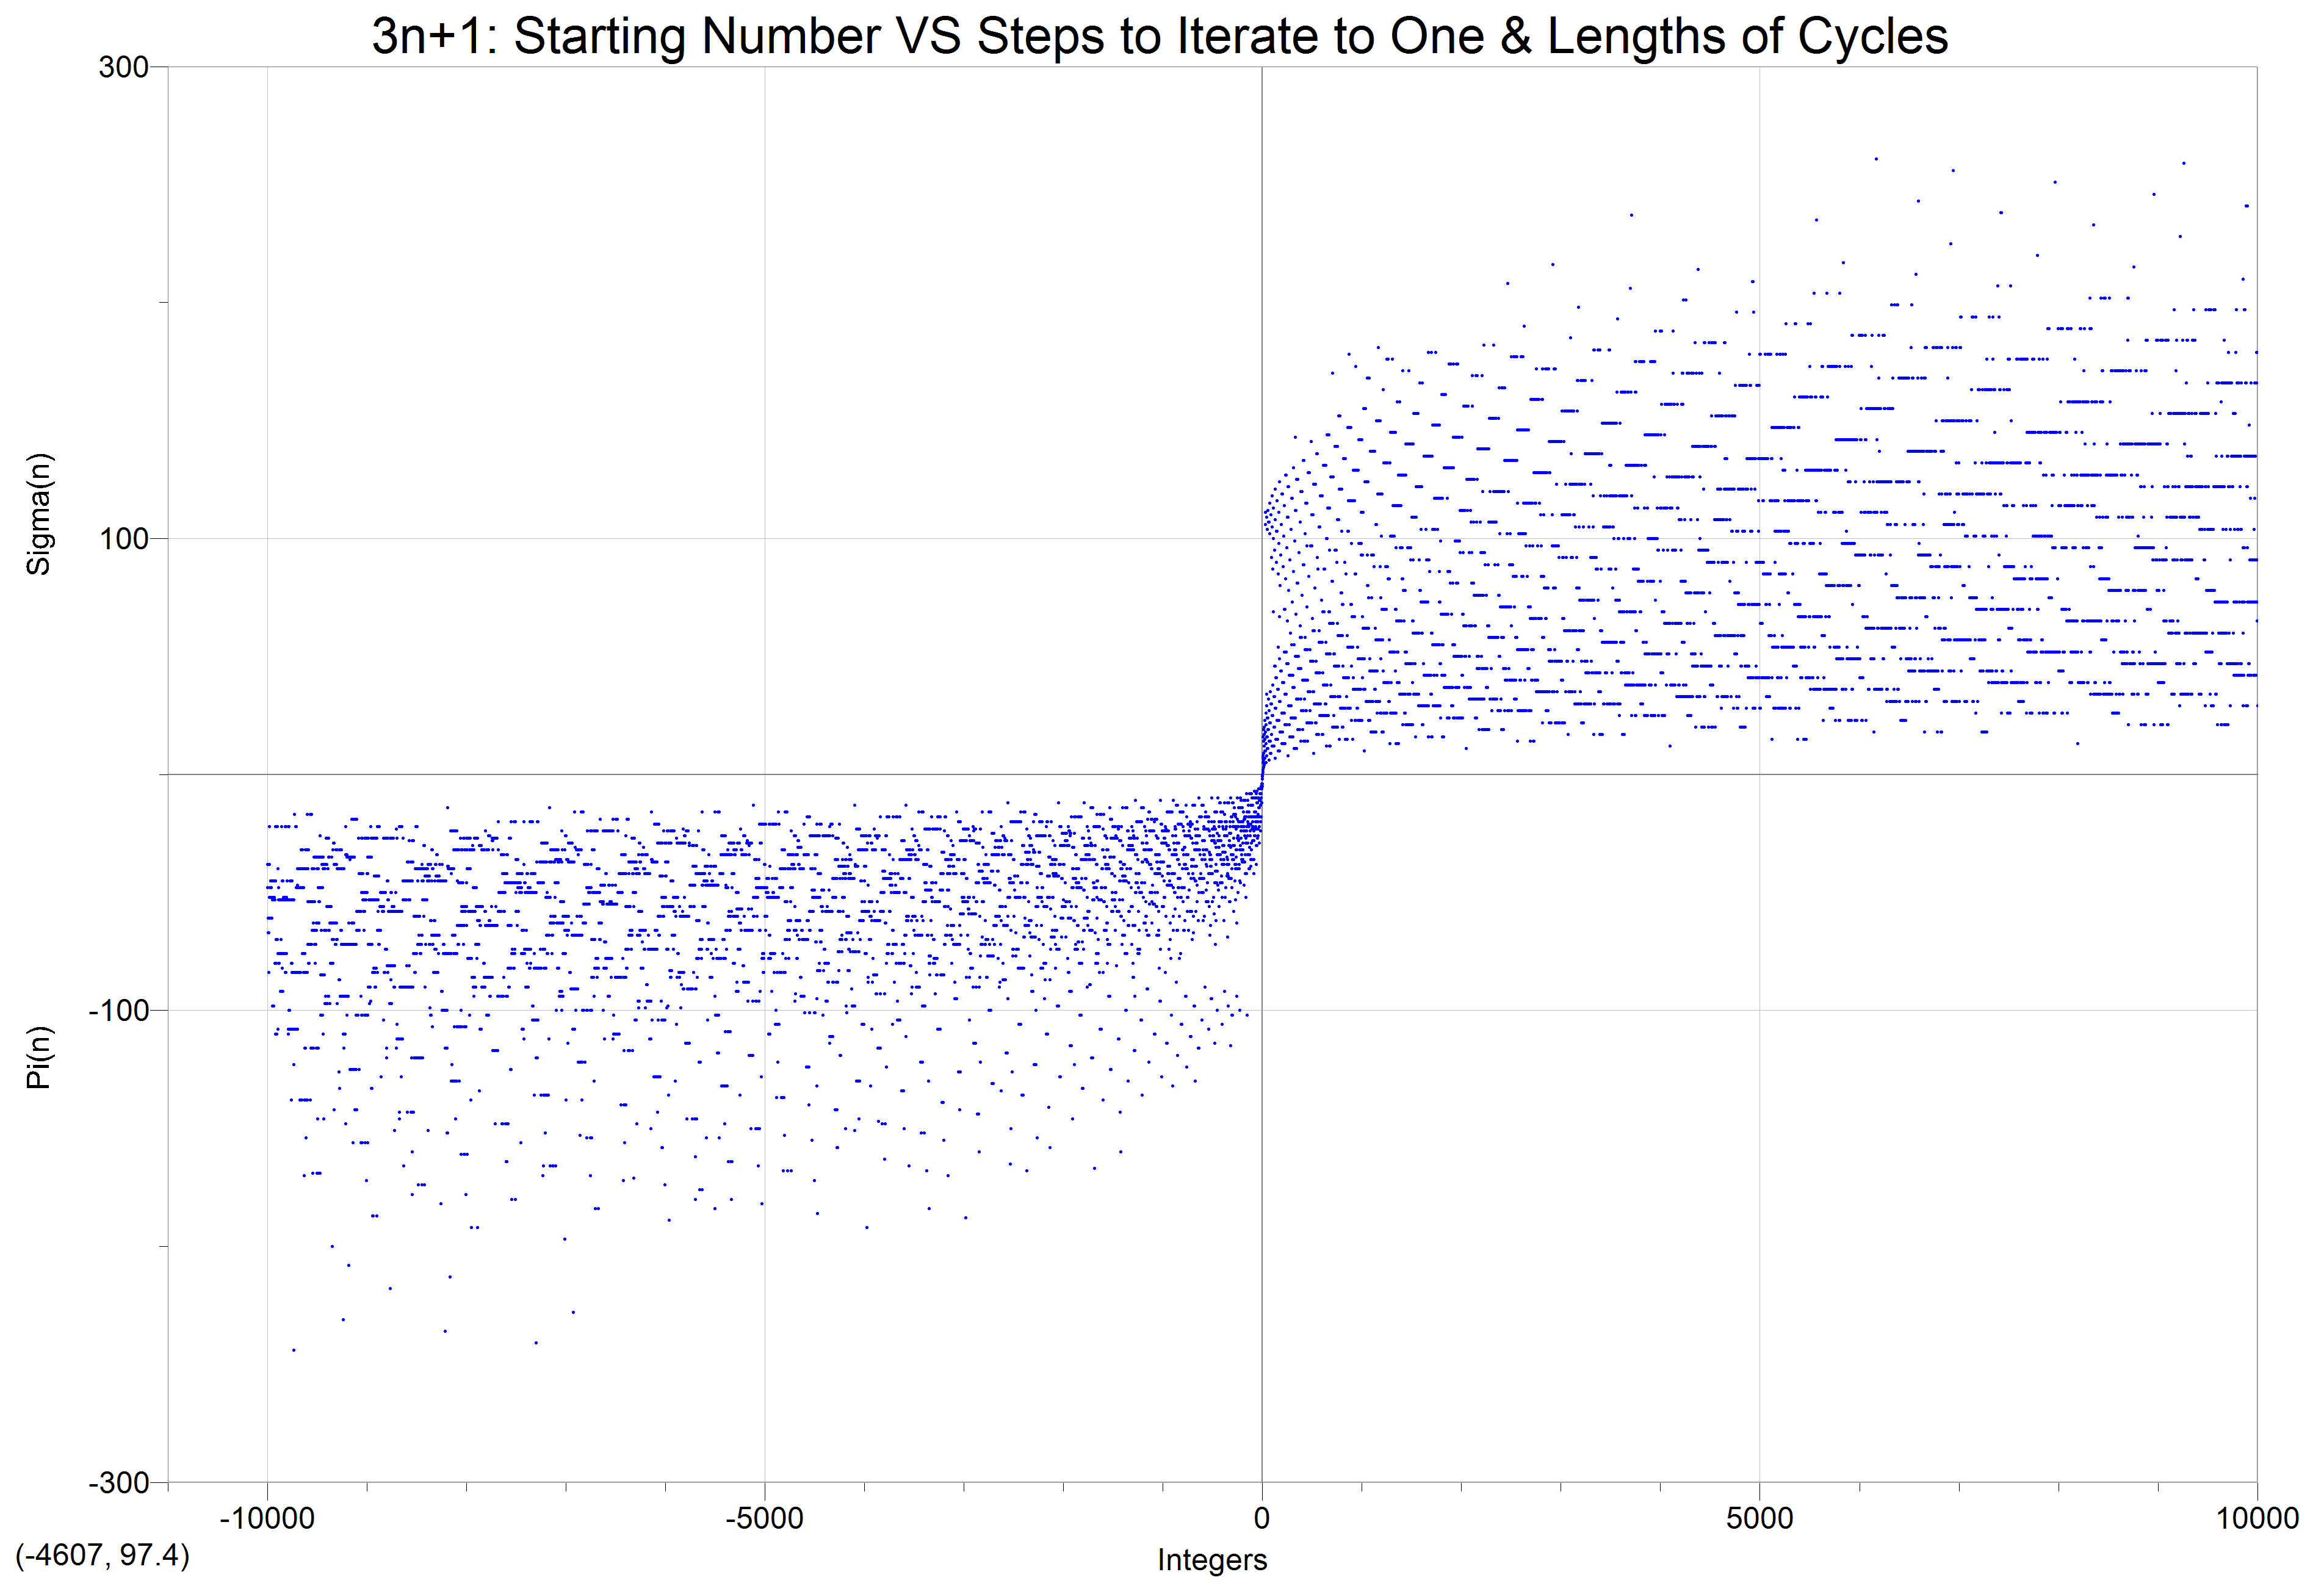 3n+1: Starting Number VS Steps to Iterate to One & Lengths of Cycles
300
Sigma(n)
100
Pi(n)
-100
-300
-10000 -5000 0 5000 10000
(-4607, 97.4)
Integers